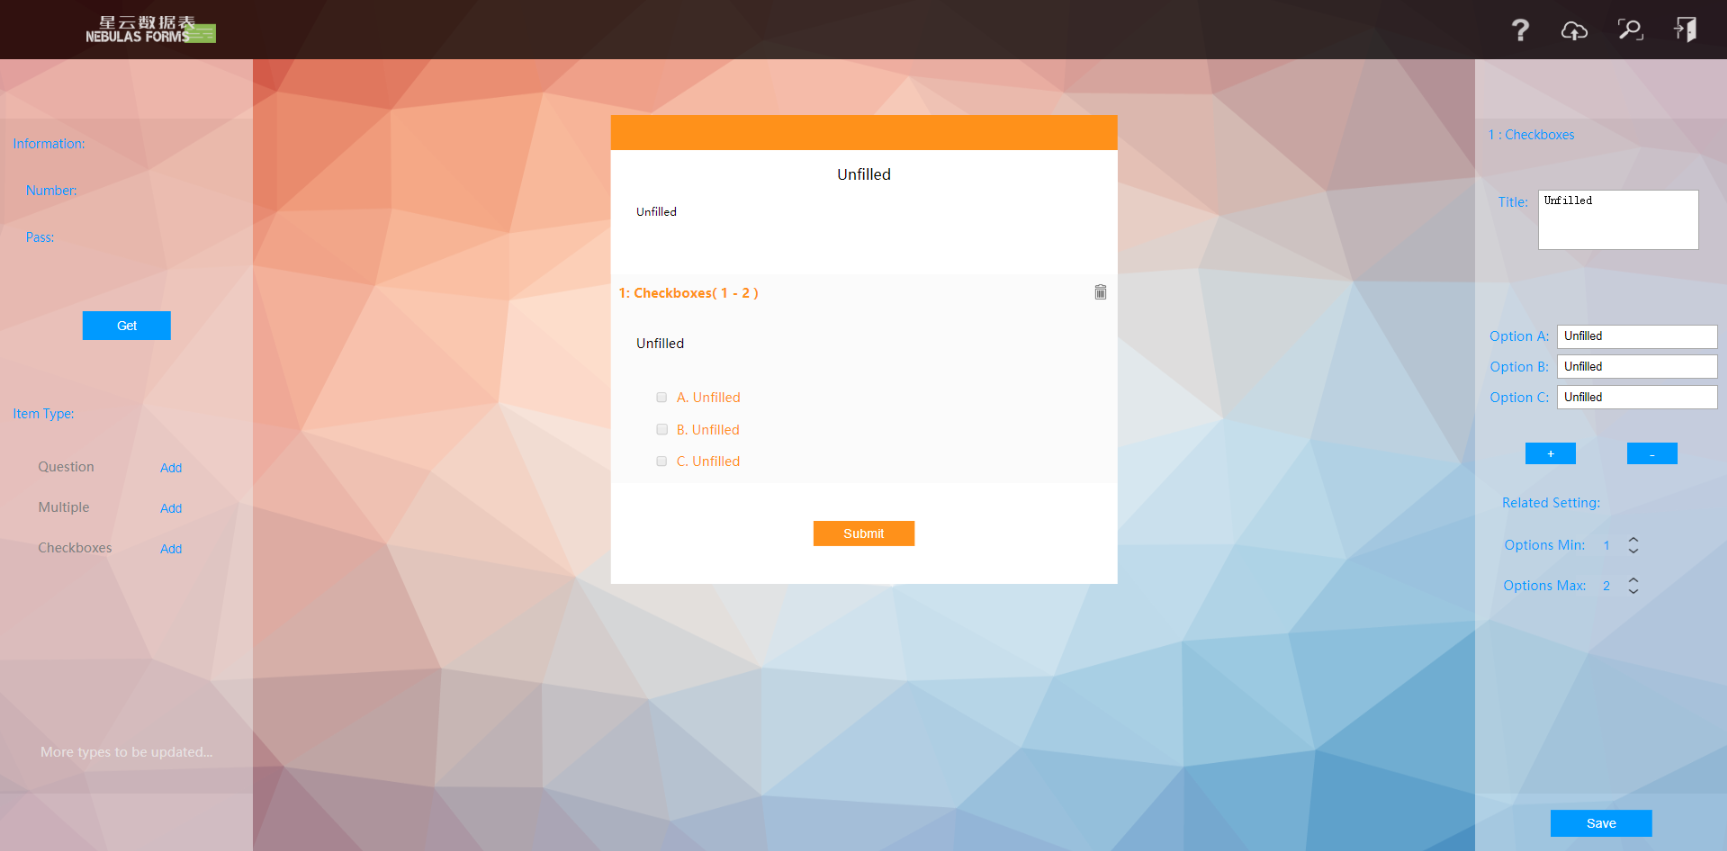 星云数据表
NEBULAS FORMS
?
Information:
Number:
Pass:
Get
Item Type:
Question Add
Multiple Add
Checkboxes Add
More types to be updated...
Unfilled
Unfilled
1: Checkboxes( 1 - 2 )
Unfilled
A. Unfilled
B. Unfilled
C. Unfilled
Submit
1 : Checkboxes
Title: Unfilled
Option A: Unfilled
Option B: Unfilled
Option C: Unfilled
+ -
Related Setting:
Options Min: 1
Options Max: 2
Save